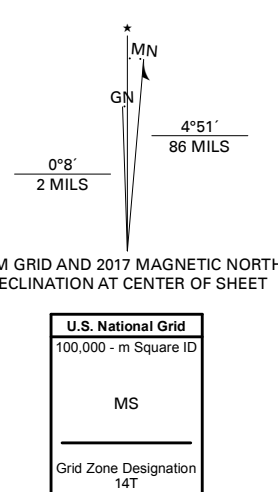 ★
MN
GN
4°51´
86 MILS
0°8´
2 MILS
M GRID AND 2017 MAGNETIC NORTH
ECLINATION AT CENTER OF SHEET
U.S. National Grid
100,000 - m Square ID
MS
Grid Zone Designation
14T